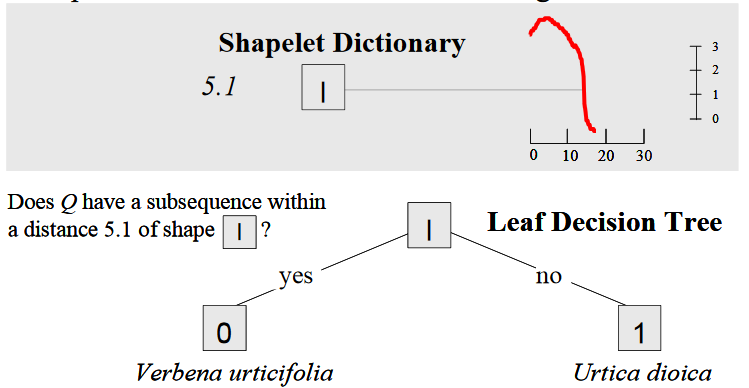 Shapelet Dictionary
5.1
I
3
2
1
0
0 10 20 30
Does Q have a subsequence within
a distance 5.1 of shape I ?
I
Leaf Decision Tree
yes
no
0
1
Verbena urticifolia
Urtica dioica